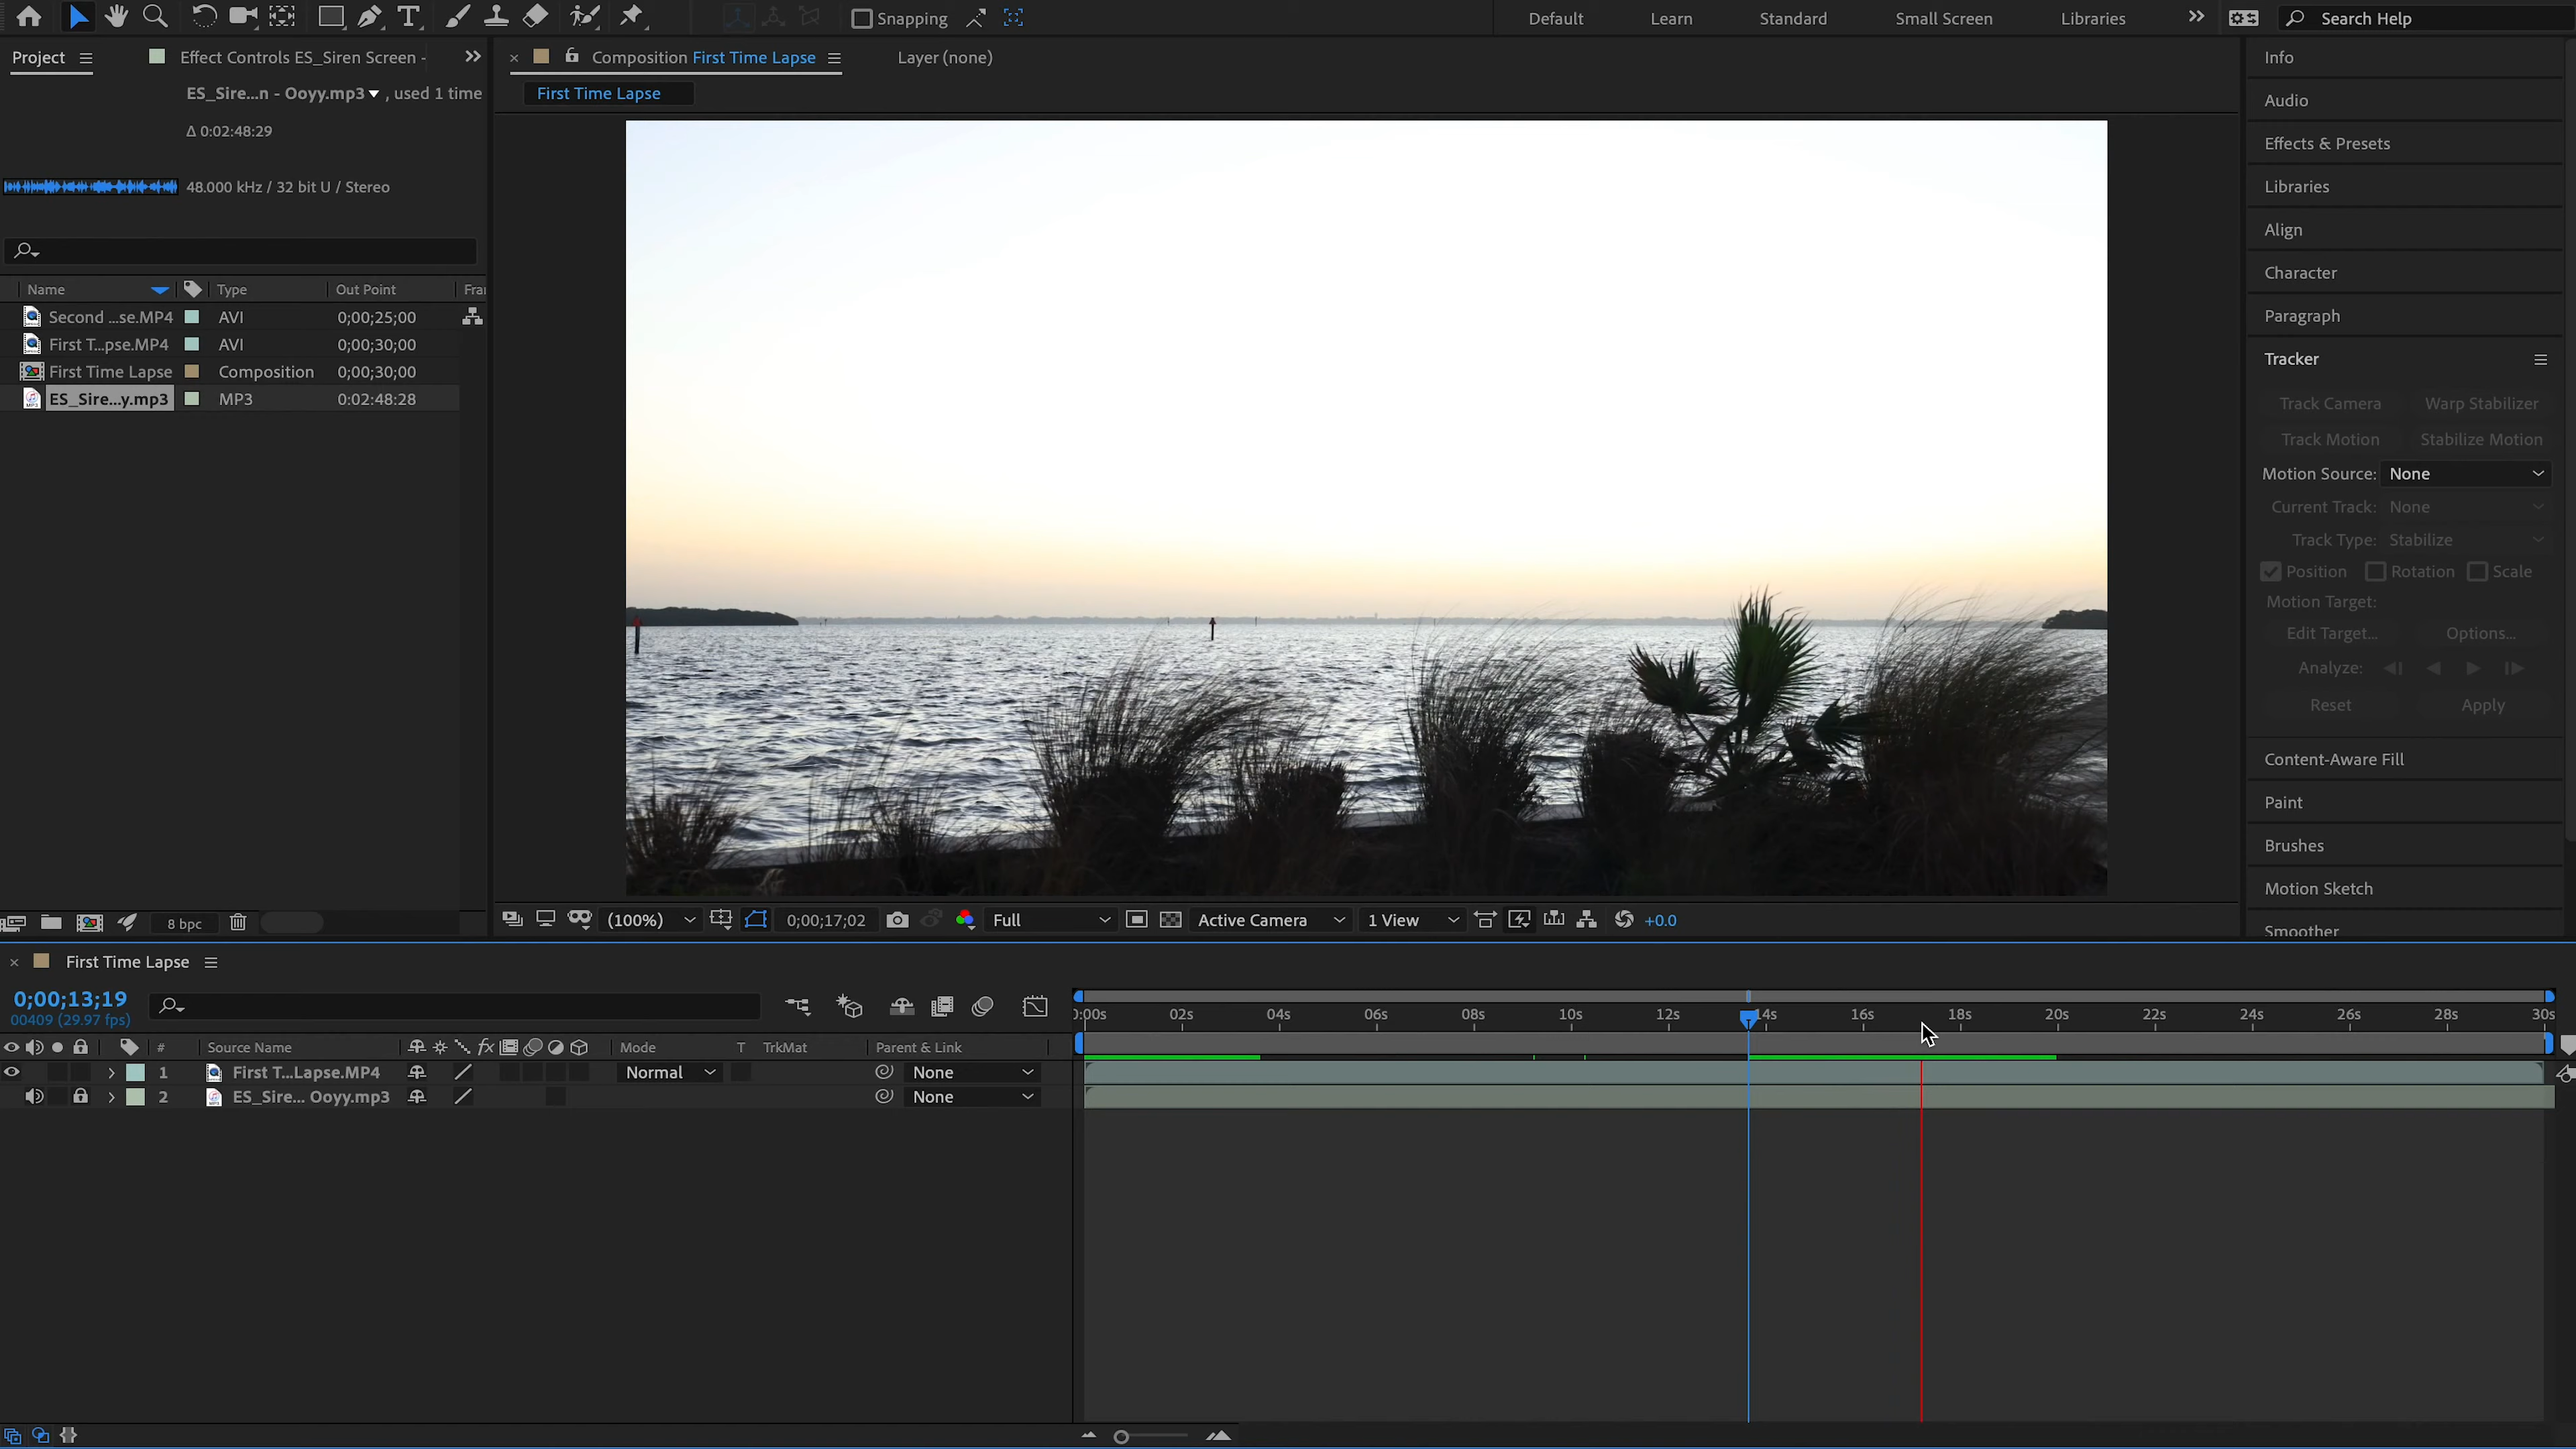 Snapping Default Learn Standard Small Screen Libraries Search Help
Project Effect Controls ES_Siren Screen - Composition First Time Lapse Layer (none)
ES_Sire...n - Ooyy.mp3 , used 1 time
First Time Lapse
Δ 0:02:48:29
48.000 kHz / 32 bit U / Stereo
Name Type Out Point Fra
Second ...se.MP4 AVI 0;00;25;00
First T...pse.MP4 AVI 0;00;30;00
First Time Lapse Composition 0;00;30;00
ES_Sire...y.mp3 MP3 0:02:48:28
8 bpc
(100%) 0;00;17;02 Full Active Camera 1 View +0.0
Info
Audio
Effects & Presets
Libraries
Align
Character
Paragraph
Tracker
Track Camera Warp Stabilizer
Track Motion Stabilize Motion
Motion Source: None
Current Track: None
Track Type: Stabilize
Position Rotation Scale
Motion Target:
Edit Target... Options...
Analyze:
Reset Apply
Content-Aware Fill
Paint
Brushes
Motion Sketch
Smoother
First Time Lapse
0;00;13;19
00409 (29.97 fps)
0:00s 02s 04s 06s 08s 10s 12s 14s 16s 18s 20s 22s 24s 26s 28s 30s
# Source Name fx Mode T TrkMat Parent & Link
1 First T...Lapse.MP4 Normal None
2 ES_Sire... Ooyy.mp3 None